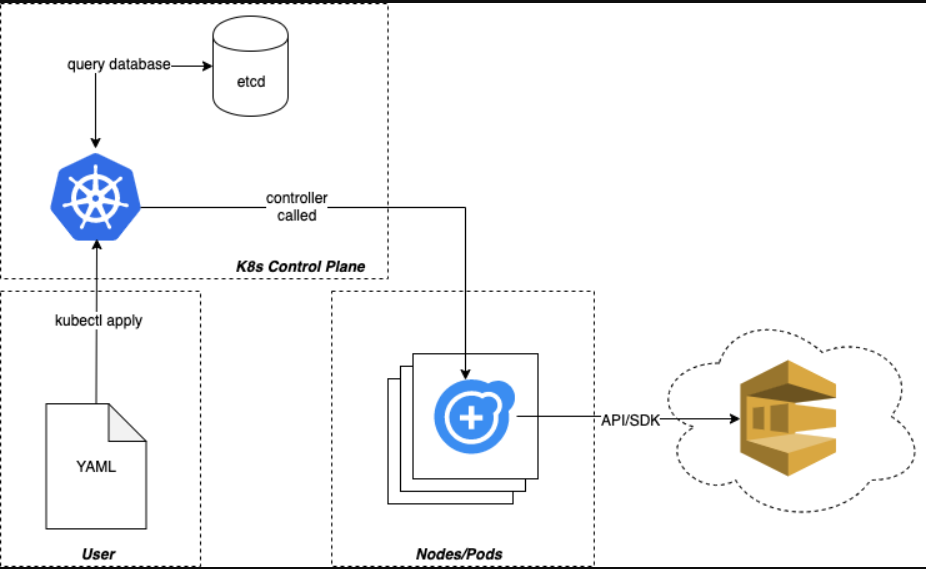 query database
etcd
controller
called
K8s Control Plane
kubectl apply
YAML
API/SDK
User
Nodes/Pods